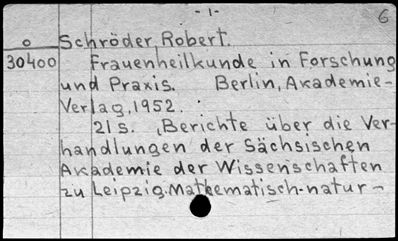 - 1 -
6
o Schröder, Robert.
30400 Frauenheilkunde in Forschung
und Praxis. Berlin, Akademie-
Verlag, 1952.
21 S. (Berichte über die Ver-
handlungen der Sächsischen
Akademie der Wissenschaften
zu Leipzig. Mathematisch-natur-